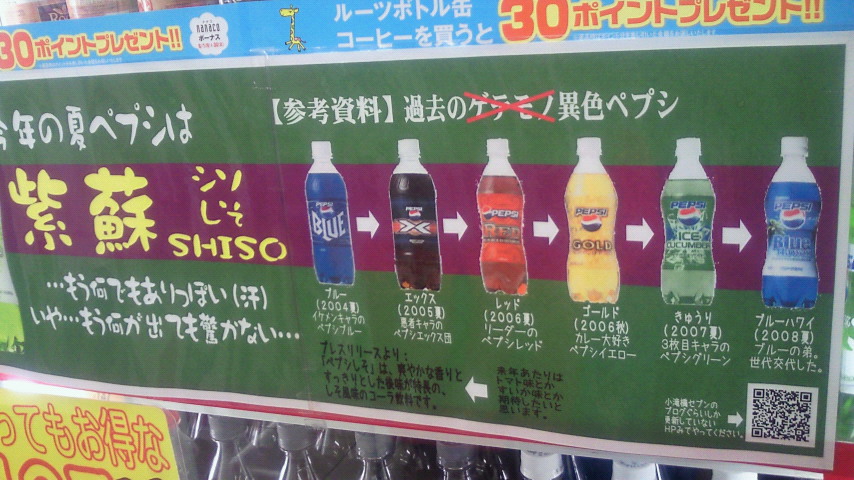 30ポイントプレゼント!!
nanaco
ボーナス
ルーツボトル缶
コーヒーを買うと
30ポイントプレゼント!!
今年の夏ペプシは
紫蘇
シソ
しそ
SHISO
…もう何でもありっぽい(汗)
いや…もう何が出ても驚かない…
【参考資料】過去のゲテモノ異色ペプシ
PEPSI
BLUE
PEPSI
X
PEPSI
RED
PEPSI
GOLD
PEPSI
ICE
CUCUMBER
PEPSI
Blue
ブルー
(2004夏)
イケメンキャラの
ペプシブルー
エックス
(2005夏)
悪者キャラの
ペプシエックス団
レッド
(2006夏)
リーダーの
ペプシレッド
ゴールド
(2006秋)
カレー大好き
ペプシイエロー
きゅうり
(2007夏)
3枚目キャラの
ペプシグリーン
ブルーハワイ
(2008夏)
ブルーの弟。
世代交代した。
プレスリリースより:
「ペプシしそ」は、爽やかな香りと
すっきりとした後味が特長の、
しそ風味のコーラ飲料です。
来年あたりは
トマト味とか
すいか味とか
期待したいと
思います。
小滝橋セブンの
ブログぐらいしか
更新していない
HPみてやってください。
ってもお得な